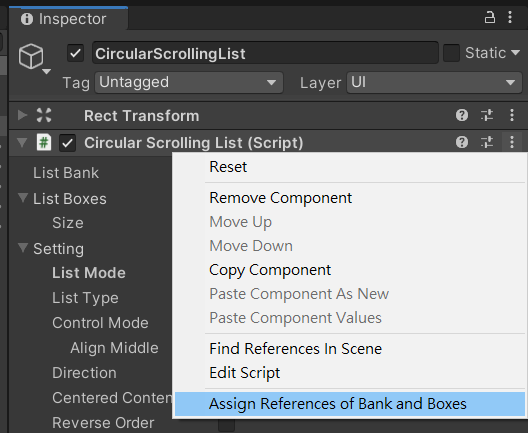 Inspector
CircularScrollingList
Static
Tag Untagged Layer UI
Rect Transform
# Circular Scrolling List (Script)
List Bank
Reset
List Boxes
Remove Component
Size
Move Up
Move Down
Setting
Copy Component
List Mode
Paste Component As New
List Type
Paste Component Values
Control Mode
Find References In Scene
Align Middle
Edit Script
Direction
Assign References of Bank and Boxes
Centered Conten
Reverse Order